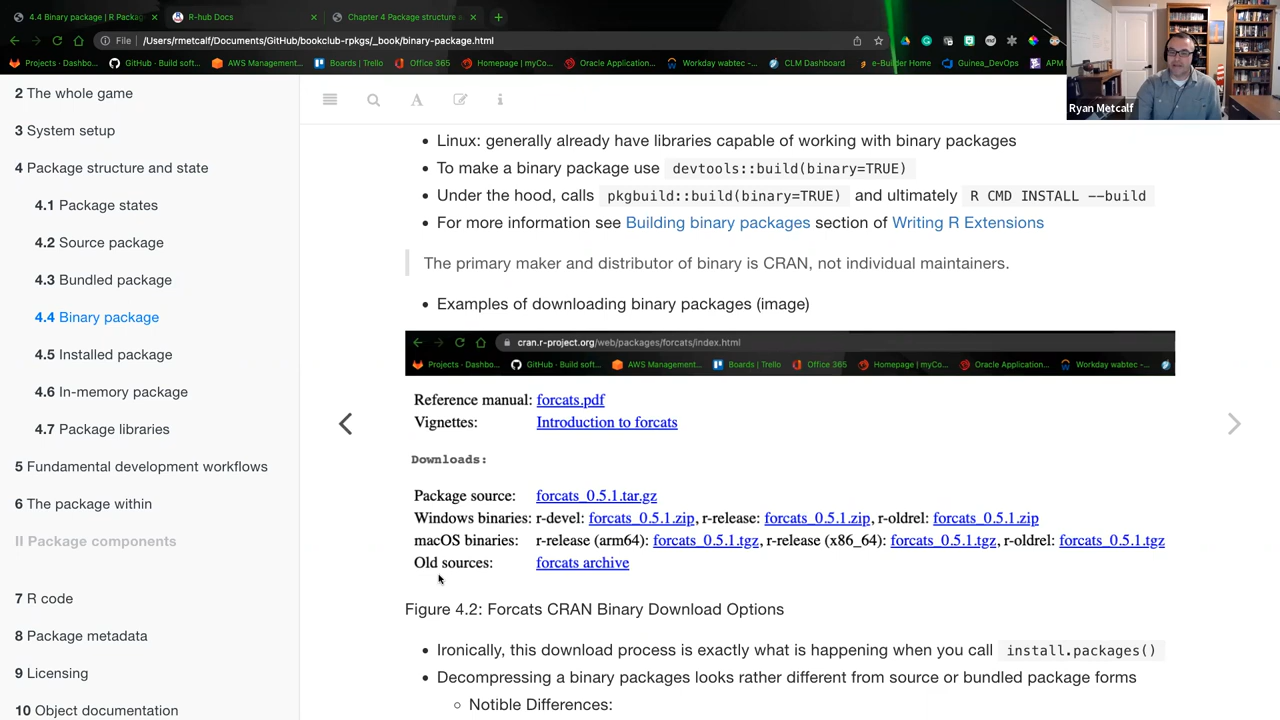 4.4 Binary package | R Packag
R-hub Docs
Chapter 4 Package structure a
File
/Users/rmetcalf/Documents/GitHub/bookclub-rpkgs/_book/binary-package.html
Projects - Dashbo...
GitHub - Build soft...
AWS Management...
Boards | Trello
Office 365
Homepage | myCo...
Oracle Application...
Workday wabtec -...
CLM Dashboard
e-Builder Home
Guinea_DevOps
APM
Ryan Metcalf
2 The whole game
3 System setup
4 Package structure and state
4.1 Package states
4.2 Source package
4.3 Bundled package
4.4 Binary package
4.5 Installed package
4.6 In-memory package
4.7 Package libraries
5 Fundamental development workflows
6 The package within
II Package components
7 R code
8 Package metadata
9 Licensing
10 Object documentation
• Linux: generally already have libraries capable of working with binary packages
• To make a binary package use devtools::build(binary=TRUE)
• Under the hood, calls pkgbuild::build(binary=TRUE) and ultimately R CMD INSTALL --build
• For more information see Building binary packages section of Writing R Extensions
The primary maker and distributor of binary is CRAN, not individual maintainers.
• Examples of downloading binary packages (image)
cran.r-project.org/web/packages/forcats/index.html
Projects - Dashbo...
GitHub - Build soft...
AWS Management...
Boards | Trello
Office 365
Homepage | myCo...
Oracle Application...
Workday wabtec -...
Reference manual: forcats.pdf
Vignettes: Introduction to forcats
Downloads:
Package source: forcats_0.5.1.tar.gz
Windows binaries: r-devel: forcats_0.5.1.zip, r-release: forcats_0.5.1.zip, r-oldrel: forcats_0.5.1.zip
macOS binaries: r-release (arm64): forcats_0.5.1.tgz, r-release (x86_64): forcats_0.5.1.tgz, r-oldrel: forcats_0.5.1.tgz
Old sources: forcats archive
Figure 4.2: Forcats CRAN Binary Download Options
• Ironically, this download process is exactly what is happening when you call install.packages()
• Decompressing a binary packages looks rather different from source or bundled package forms
◦ Notible Differences: